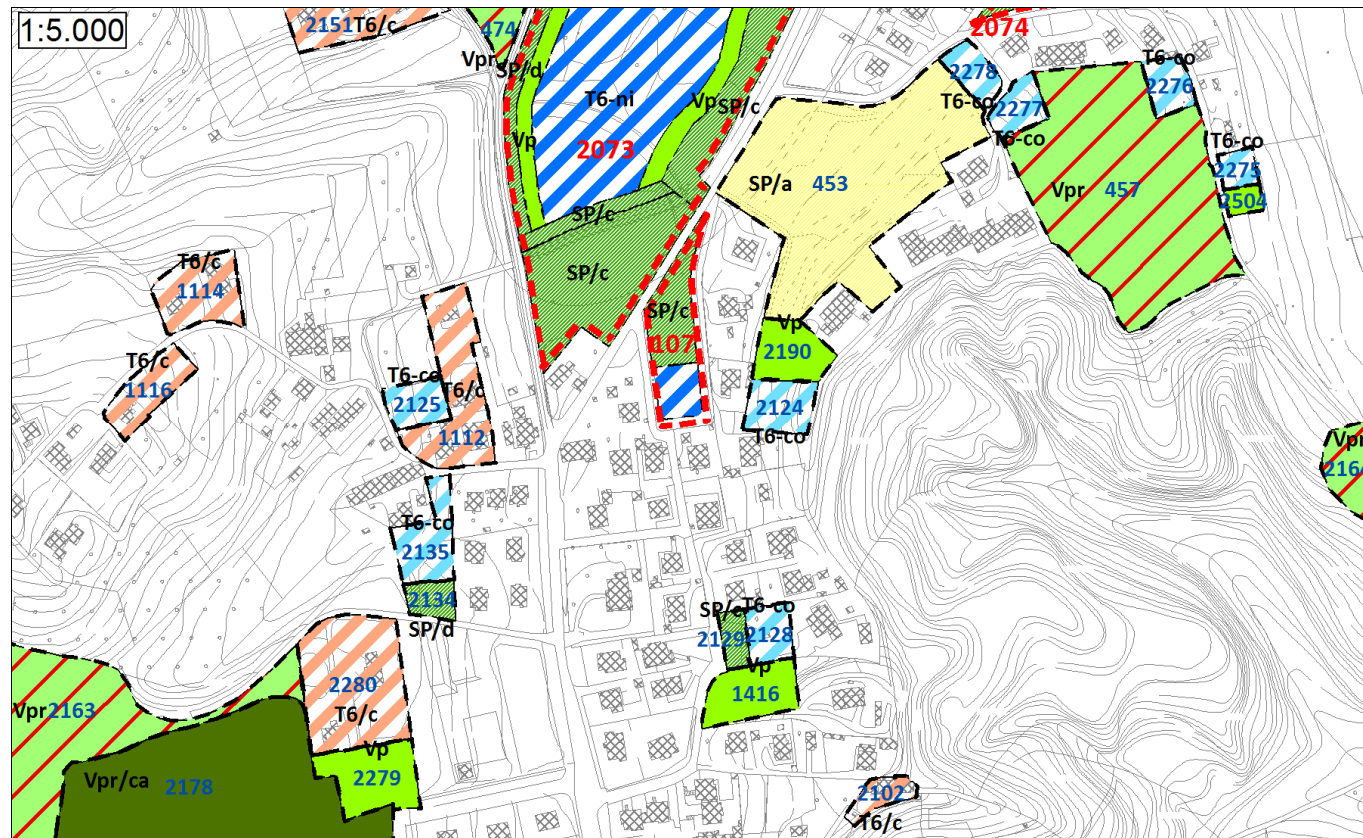 1:5.000
2151 T6/c
474
Vpr
SP/d
2074
T6-ni
Vp
SP/c
2278
T6-co
T6-co
2276
2277
T6-co
Vp
2073
T6-co
2275
2504
SP/a
453
Vpr
457
SP/c
SP/c
T6/c
1114
SP/c
107
Vp
2190
T6/c
1116
T6-co
2125
T6/c
1112
2124
T6-co
Vpr
T6-co
2135
2134
SP/d
T6-co
2129
2128
Vp
1416
2280
T6/c
Vpr 2163
Vp
2279
Vpr/ca
2178
2102
T6/c